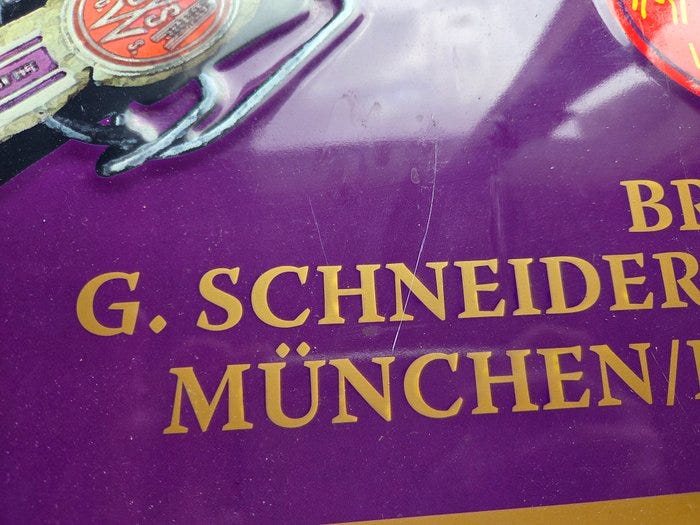 BR
G. SCHNEIDER
MÜNCHEN/